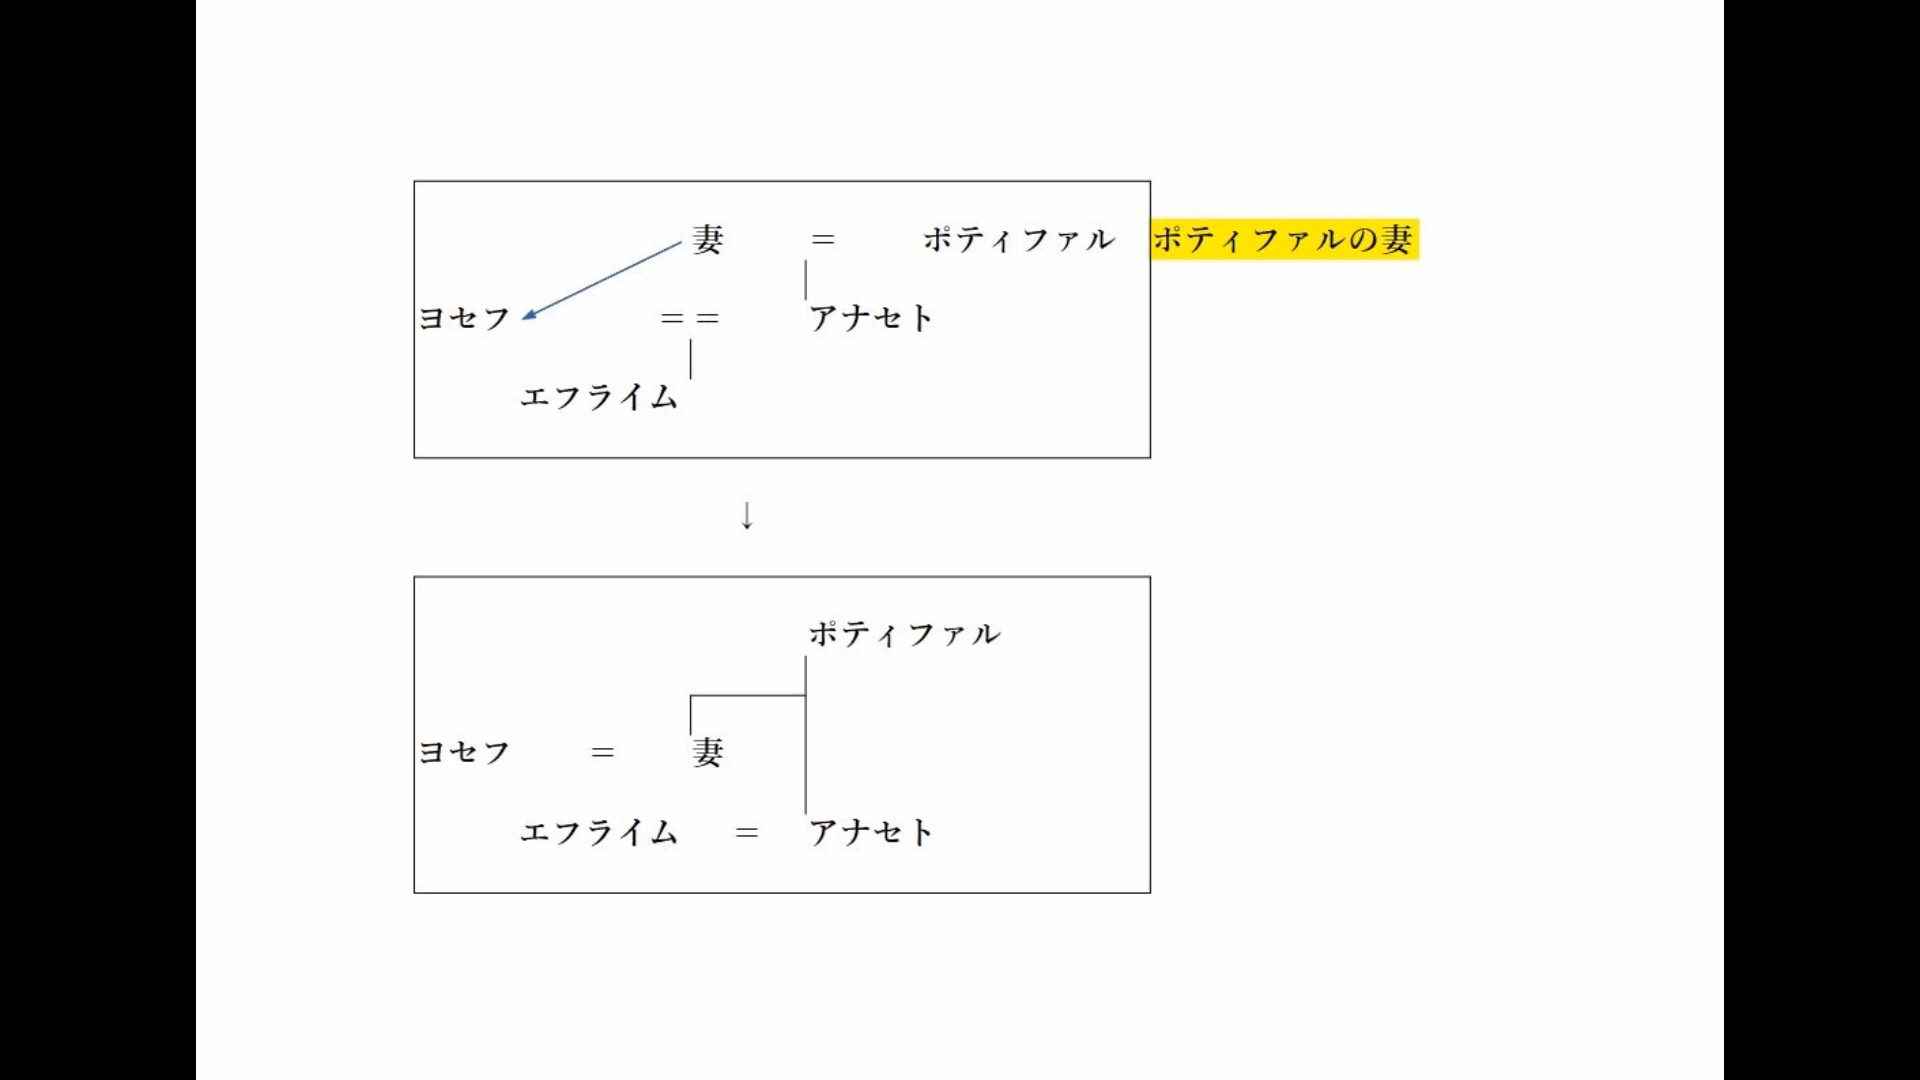 妻 = ポティファル ポティファルの妻
ヨセフ == アナセト
エフライム
↓
ポティファル
ヨセフ = 妻
エフライム = アナセト